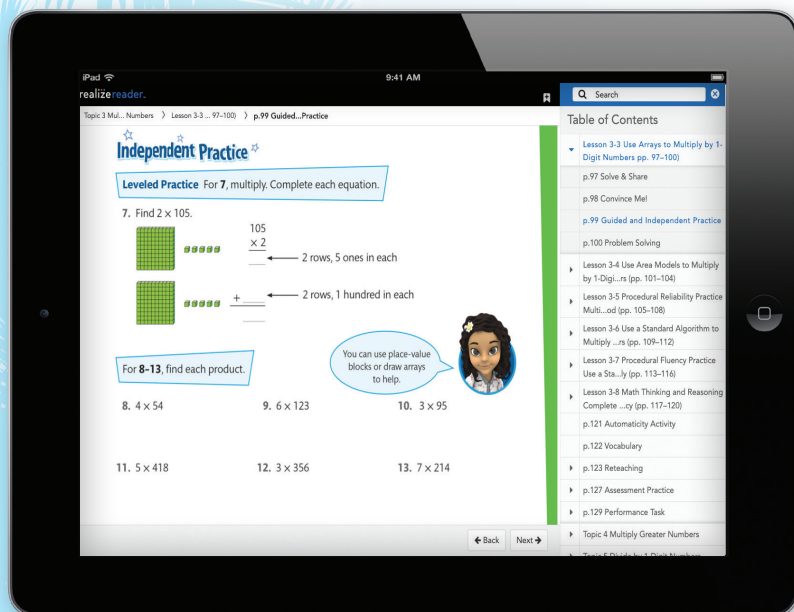 iPad
9:41 AM
realizereader.
Topic 3 Mul... Numbers 〉 Lesson 3-3 ... 97–100) 〉 p.99 Guided...Practice
Independent Practice
Leveled Practice For 7, multiply. Complete each equation.
7. Find 2 × 105.
105
× 2
2 rows, 5 ones in each
+
2 rows, 1 hundred in each
You can use place-value
blocks or draw arrays
to help.
For 8–13, find each product.
8. 4 × 54 9. 6 × 123 10. 3 × 95
11. 5 × 418 12. 3 × 356 13. 7 × 214
Back Next
Search
Table of Contents
Lesson 3-3 Use Arrays to Multiply by 1-
Digit Numbers pp. 97–100)
p.97 Solve & Share
p.98 Convince Me!
p.99 Guided and Independent Practice
p.100 Problem Solving
Lesson 3-4 Use Area Models to Multiply
by 1-Digi...rs (pp. 101–104)
Lesson 3-5 Procedural Reliability Practice
Multi...od (pp. 105–108)
Lesson 3-6 Use a Standard Algorithm to
Multiply ...rs (pp. 109–112)
Lesson 3-7 Procedural Fluency Practice
Use a Sta...ly (pp. 113–116)
Lesson 3-8 Math Thinking and Reasoning
Complete ...cy (pp. 117–120)
p.121 Automaticity Activity
p.122 Vocabulary
p.123 Reteaching
p.127 Assessment Practice
p.129 Performance Task
Topic 4 Multiply Greater Numbers
Topic 5 Divide by 1-Digit Numbers